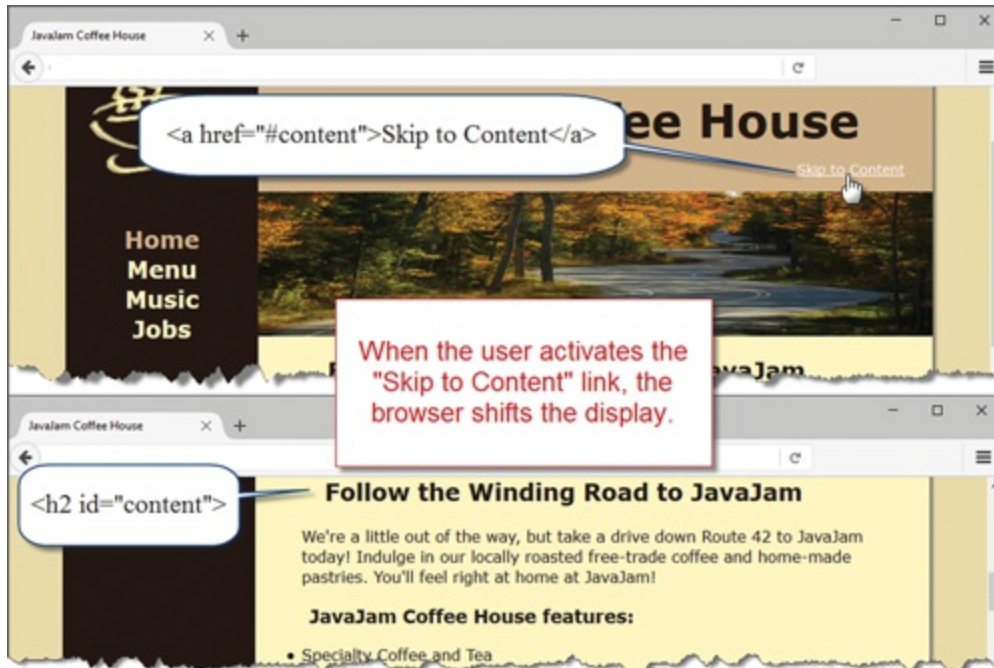 JavaJam Coffee House
<a href="#content">Skip to Content</a>
ee House
Skip to Content
Home
Menu
Music
Jobs
When the user activates the
"Skip to Content" link, the
browser shifts the display.
JavaJam Coffee House
<h2 id="content">
Follow the Winding Road to JavaJam
We're a little out of the way, but take a drive down Route 42 to JavaJam
today! Indulge in our locally roasted free-trade coffee and home-made
pastries. You'll feel right at home at JavaJam!
JavaJam Coffee House features:
• Specialty Coffee and Tea